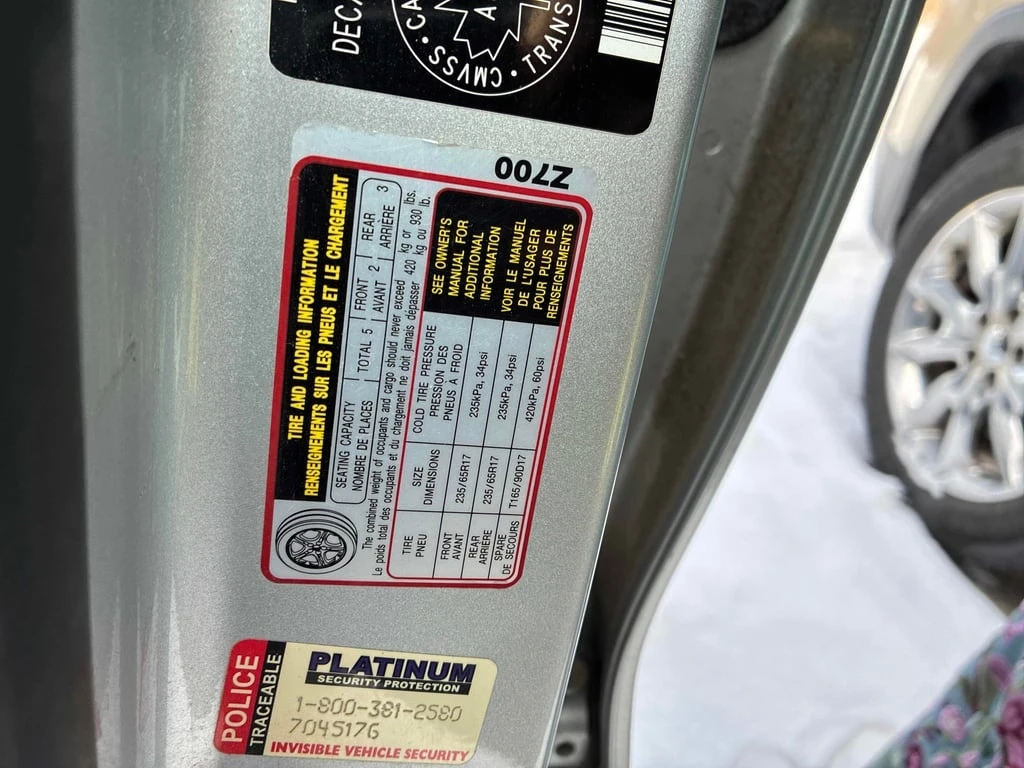 DECA
CMVSS · TRANS
Z700
TIRE AND LOADING INFORMATION
RENSEIGNEMENTS SUR LES PNEUS ET LE CHARGEMENT
SEATING CAPACITY TOTAL 5 FRONT 2 REAR 3
NOMBRE DE PLACES AVANT ARRIÈRE
The combined weight of occupants and cargo should never exceed 420 kg or 930 lbs.
Le poids total des occupants et du chargement ne doit jamais dépasser 420 kg ou 930 lb.
TIRE SIZE COLD TIRE PRESSURE
PNEU DIMENSIONS PRESSION DES
PNEUS À FROID
FRONT
AVANT 235/65R17 235kPa, 34psi
REAR
ARRIÈRE 235/65R17 235kPa, 34psi
SPARE
DE SECOURS T165/90D17 420kPa, 60psi
SEE OWNER'S
MANUAL FOR
ADDITIONAL
INFORMATION
VOIR LE MANUEL
DE L'USAGER
POUR PLUS DE
RENSEIGNEMENTS
POLICE
TRACEABLE
PLATINUM
SECURITY PROTECTION
1-800-381-2580
7045176
INVISIBLE VEHICLE SECURITY